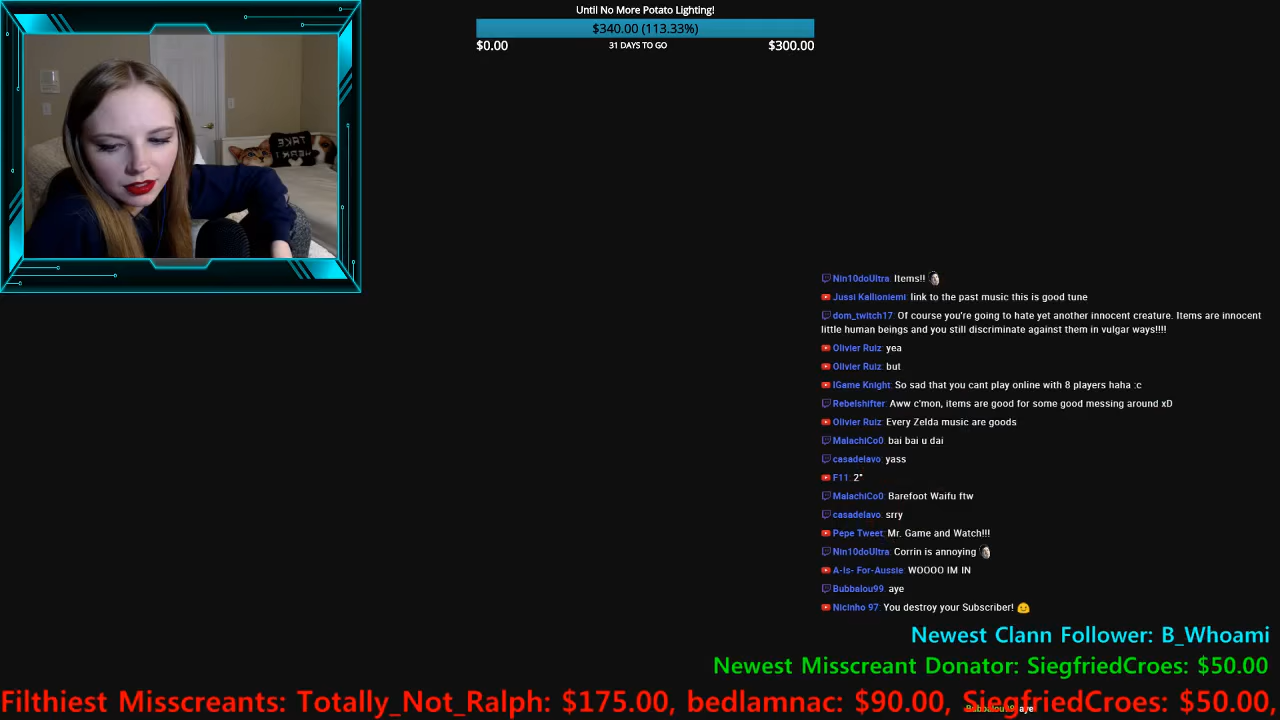 Until No More Potato Lighting!
$340.00 (113.33%)
$0.00 31 DAYS TO GO $300.00
TAKE HEART
Nin10doUltra: Items!!
Jussi Kallioniemi: link to the past music this is good tune
dom_twitch17: Of course you're going to hate yet another innocent creature. Items are innocent
little human beings and you still discriminate against them in vulgar ways!!!!
Olivier Ruiz: yea
Olivier Ruiz: but
IGame Knight: So sad that you cant play online with 8 players haha :c
Rebelshifter: Aww c'mon, items are good for some good messing around xD
Olivier Ruiz: Every Zelda music are goods
MalachiCo0: bai bai u dai
casadelavo: yass
F11: 2"
MalachiCo0: Barefoot Waifu ftw
casadelavo: srry
Pepe Tweet: Mr. Game and Watch!!!
Nin10doUltra: Corrin is annoying
A-Is- For-Aussie: WOOOO IM IN
Bubbalou99: aye
Nicinho 97: You destroy your Subscriber! 😊
Newest Clann Follower: B_Whoami
Newest Misscreant Donator: SiegfriedCroes: $50.00
Filthiest Misscreants: Totally_Not_Ralph: $175.00, bedlamnac: $90.00, SiegfriedCroes: $50.00,
Bubbalou99: aye